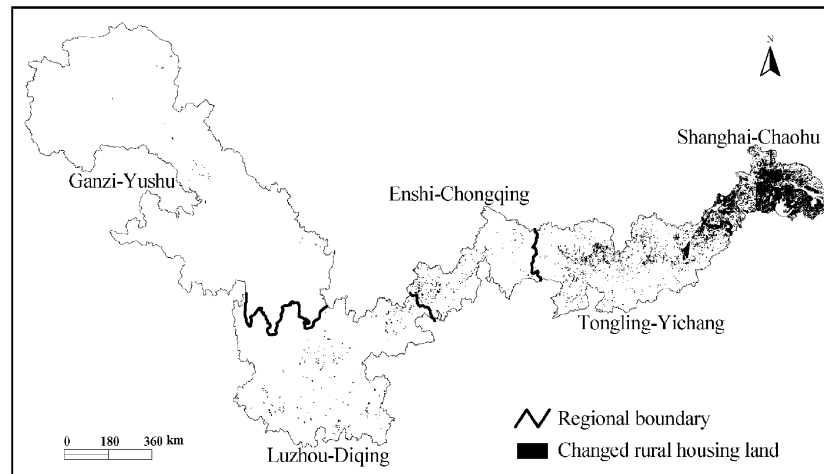 N
Shanghai-Chaohu
Ganzi-Yushu
Enshi-Chongqing
Tongling-Yichang
Regional boundary
0 180 360 km
Changed rural housing land
Luzhou-Diqing